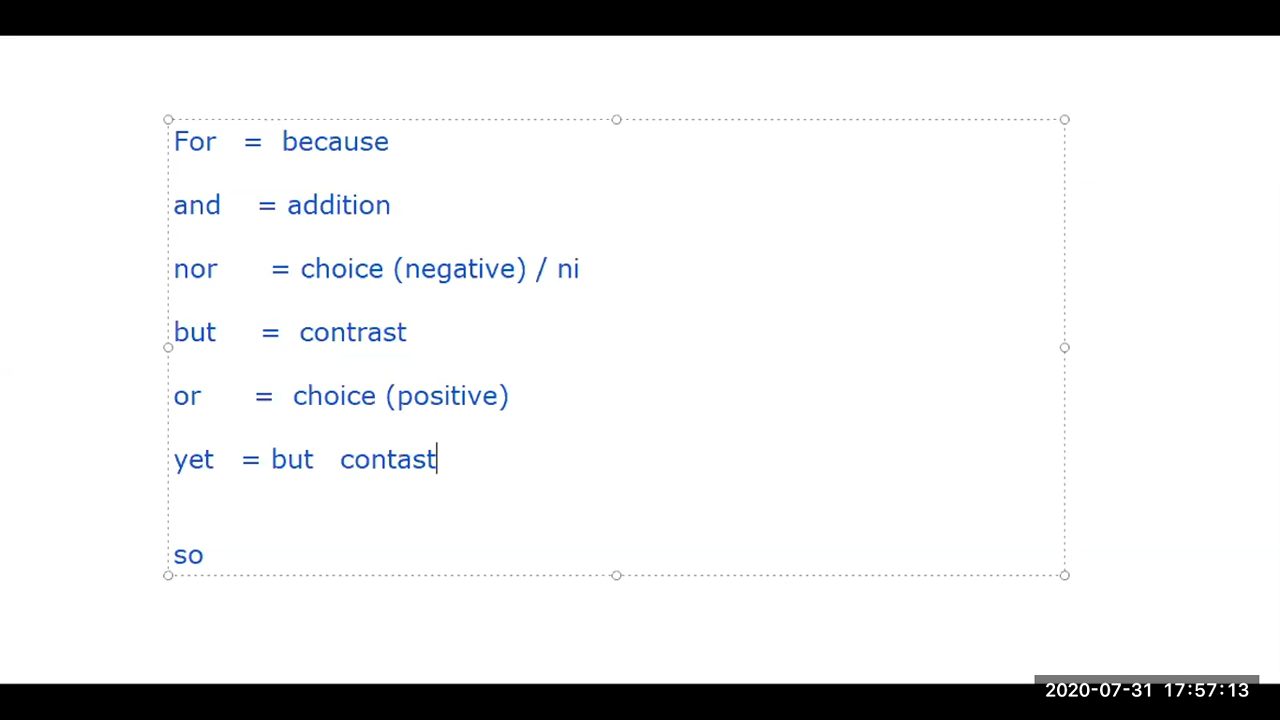 For = because
and = addition
nor = choice (negative) / ni
but = contrast
or = choice (positive)
yet = but contast
so
2020-07-31 17:57:13